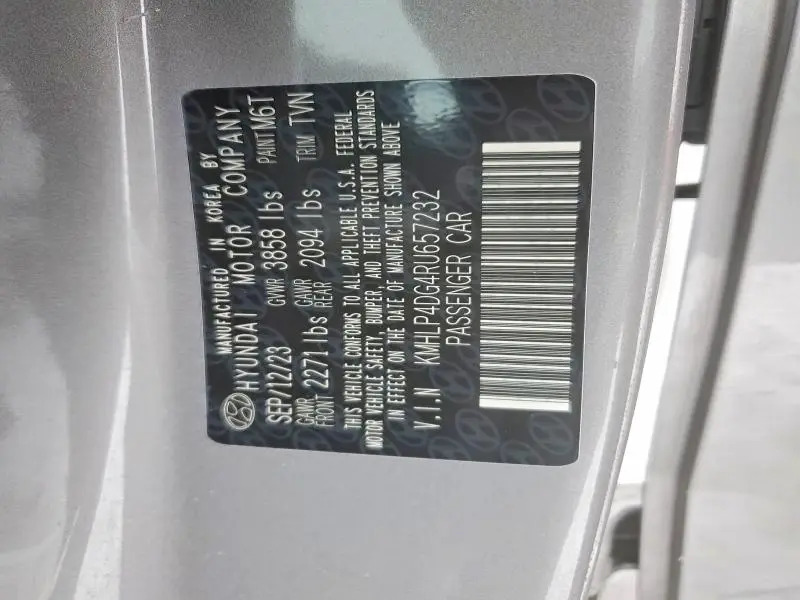 MANUFACTURED IN KOREA BY
HYUNDAI MOTOR COMPANY
SEP/12/23 GVWR 3858 lbs PAINT M6T
GAWR FRONT 2271 lbs GAWR REAR 2094 lbs TRIM TVN
THIS VEHICLE CONFORMS TO ALL APPLICABLE U.S.A. FEDERAL
MOTOR VEHICLE SAFETY, BUMPER, AND THEFT PREVENTION STANDARDS
IN EFFECT ON THE DATE OF MANUFACTURE SHOWN ABOVE
V.I.N KMHLP4DG4RU657232
PASSENGER CAR